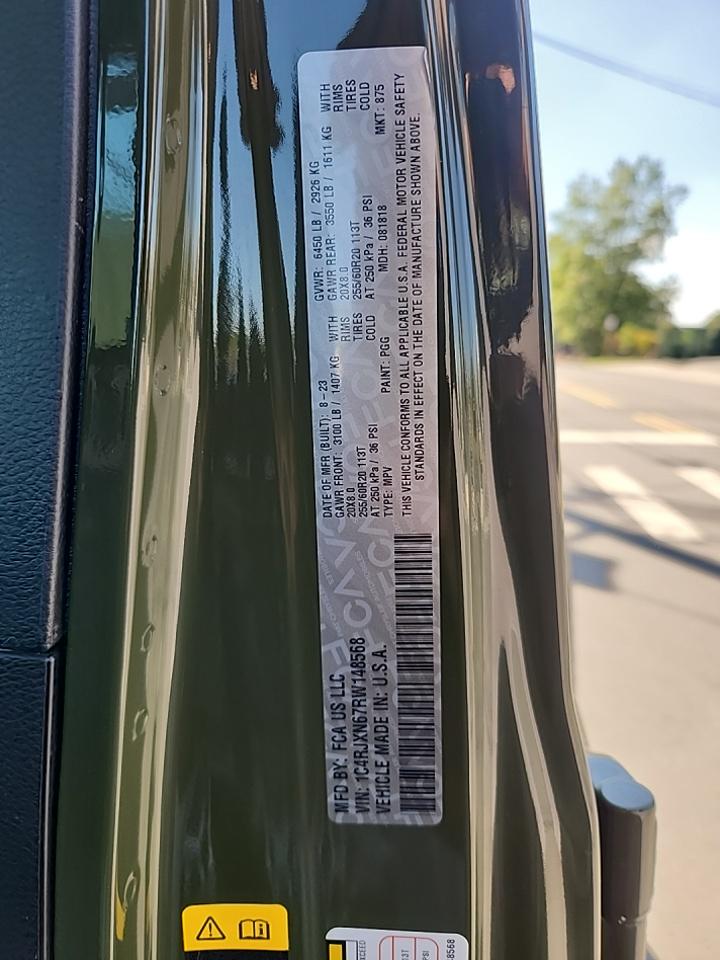 MFD BY: FCA US LLC
DATE OF MFR (BUILT): 8-23
GVWR: 6450 LB / 2926 KG
VIN: 1C4RJXN67RW148568
GAWR FRONT: 3100 LB / 1407 KG WITH
GAWR REAR: 3550 LB / 1611 KG WITH
20X8.0 RIMS
20X8.0 RIMS
VEHICLE MADE IN: U.S.A.
255/60R20 113T TIRES
255/60R20 113T TIRES
AT 250 kPa / 36 PSI COLD
AT 250 kPa / 36 PSI COLD
TYPE: MPV PAINT: PGG MDH: 081818 MKT: 875
THIS VEHICLE CONFORMS TO ALL APPLICABLE U.S.A. FEDERAL MOTOR VEHICLE SAFETY
STANDARDS IN EFFECT ON THE DATE OF MANUFACTURE SHOWN ABOVE.
FCA